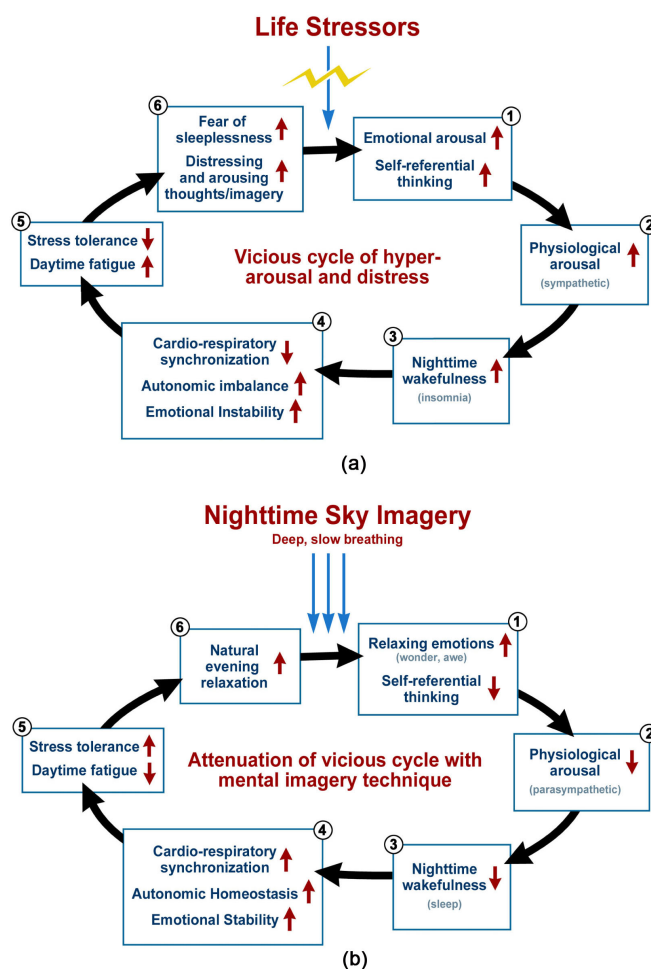 Life Stressors
6
Fear of
sleeplessness
Distressing
and arousing
thoughts/imagery
1
Emotional arousal
Self-referential
thinking
5
Stress tolerance
Daytime fatigue
Vicious cycle of hyper-
arousal and distress
2
Physiological
arousal
(sympathetic)
4
Cardio-respiratory
synchronization
Autonomic imbalance
Emotional Instability
3
Nighttime
wakefulness
(insomnia)
(a)
Nighttime Sky Imagery
Deep, slow breathing
6
Natural
evening
relaxation
1
Relaxing emotions
(wonder, awe)
Self-referential
thinking
5
Stress tolerance
Daytime fatigue
Attenuation of vicious cycle with
mental imagery technique
2
Physiological
arousal
(parasympathetic)
4
Cardio-respiratory
synchronization
Autonomic Homeostasis
Emotional Stability
3
Nighttime
wakefulness
(sleep)
(b)